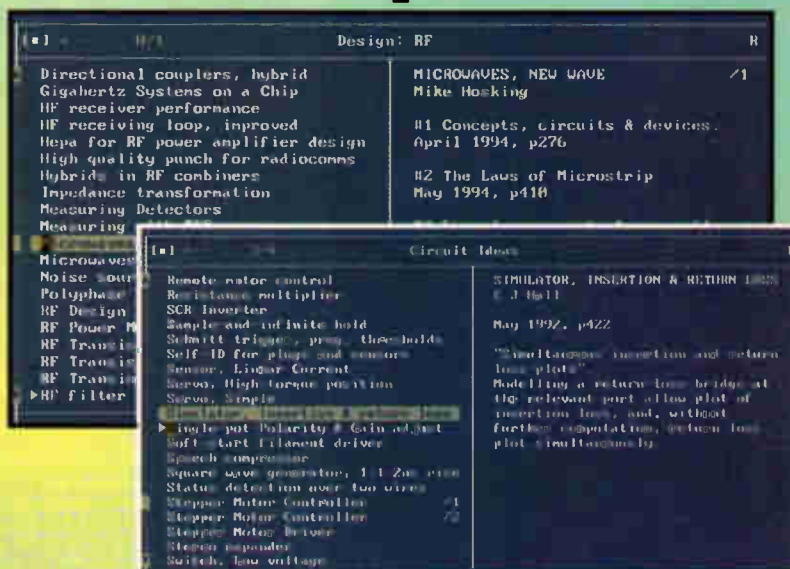 Design: RF
R
Directional couplers, hybrid
Gigahertz Systems on a Chip
HF receiver performance
HF receiving loop, improved
Hepa for RF power amplifier design
High quality punch for radiocomms
Hybrids in RF combiners
Impedance transformation
Measuring Detectors
Measuring
Microwaves
Noise
Polyphase
RF Design
RF Power
RF
RF
RF
RF filter
MICROWAVES, NEW WAVE /1
Mike Hosking
#1 Concepts, circuits & devices.
April 1994, p276
#2 The Laws of Microstrip
May 1994, p410
Circuit Ideas
Remote motor control
Resistance multiplier
SCR Inverter
Sample and infinite hold
Schmitt trigger, prog. thresholds
Self ID for plugs and sensors
Sensor, Linear Current
Servo, High torque position
Servo, Simple
Simulator, insertion & return loss
Single pot Polarity & Gain adjust
Soft start filament driver
Speech compressor
Square wave generator, 1:1 2ns rise
Status detection over two wires
Stepper Motor Controller /1
Stepper Motor Controller /2
Stepper Motor Driver
Stereo expander
Switch, low voltage
SIMULATOR, INSERTION & RETURN LOSS
C J Hall
May 1992, p422
"Simultaneous insertion and return
loss plots"
Modelling a return loss bridge at
the relevant port allow plot of
insertion loss, and, without
further computation, return loss
plot simultaneously.